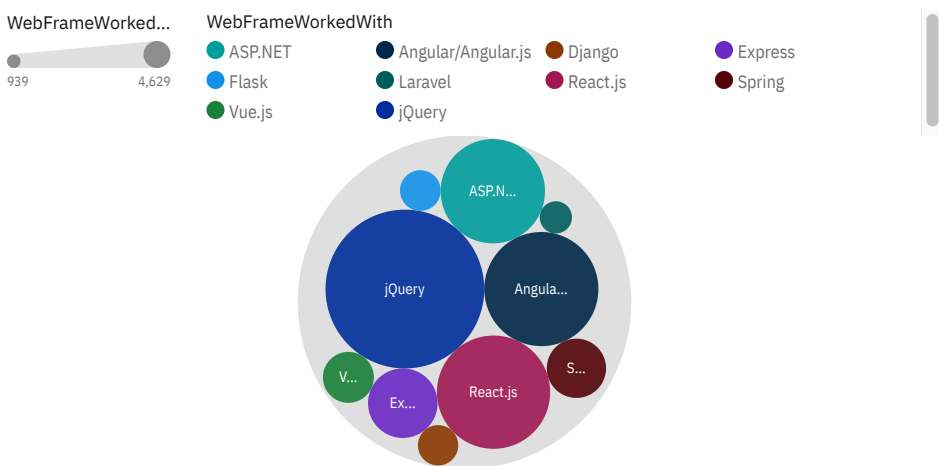 WebFrameWorked...
939 4,629
WebFrameWorkedWith
ASP.NET Angular/Angular.js Django Express
Flask Laravel React.js Spring
Vue.js jQuery
ASP.N...
jQuery Angula...
V... Ex... React.js S...